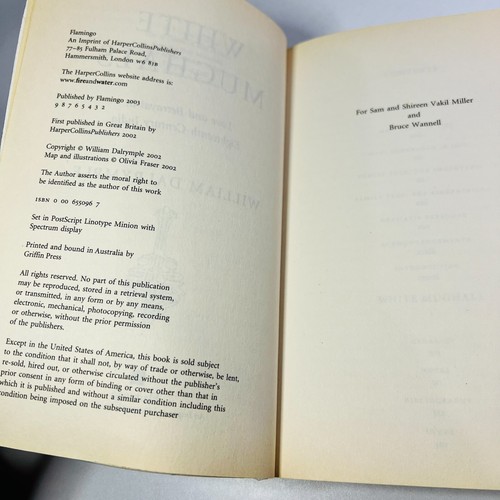 Flamingo
An Imprint of HarperCollinsPublishers
77–85 Fulham Palace Road,
Hammersmith, London w6 8jb
The HarperCollins website address is:
www.fireandwater.com
Published by Flamingo 2003
9 8 7 6 5 4 3
First published in Great Britain by
HarperCollinsPublishers 2002
Copyright © William Dalrymple 2002
Map and illustrations © Olivia Fraser 2002
The Author asserts the moral right to
be identified as the author of this work
ISBN 0 00 655096 7
Set in PostScript Linotype Minion with
Spectrum display
Printed and bound in Australia by
Griffin Press
All rights reserved. No part of this publication
may be reproduced, stored in a retrieval system,
or transmitted, in any form or by any means,
electronic, mechanical, photocopying, recording
or otherwise, without the prior permission
of the publishers.
Except in the United States of America, this book is sold subject
to the condition that it shall not, by way of trade or otherwise, be lent,
re-sold, hired out, or otherwise circulated without the publisher's
prior consent in any form of binding or cover other than that in
which it is published and without a similar condition including this
condition being imposed on the subsequent purchaser
For Sam and Shireen Vakil Miller
and
Bruce Wannell